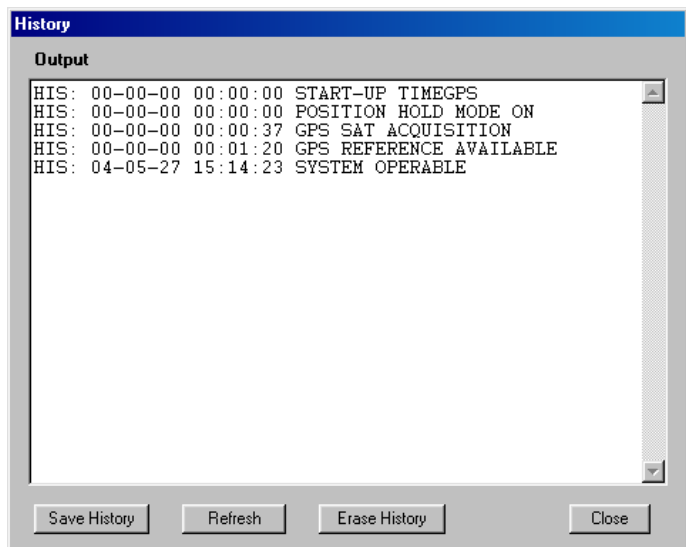 History
Output
HIS: 00-00-00 00:00:00 START-UP TIMEGPS
HIS: 00-00-00 00:00:00 POSITION HOLD MODE ON
HIS: 00-00-00 00:00:37 GPS SAT ACQUISITION
HIS: 00-00-00 00:01:20 GPS REFERENCE AVAILABLE
HIS: 04-05-27 15:14:23 SYSTEM OPERABLE
Save History Refresh Erase History Close